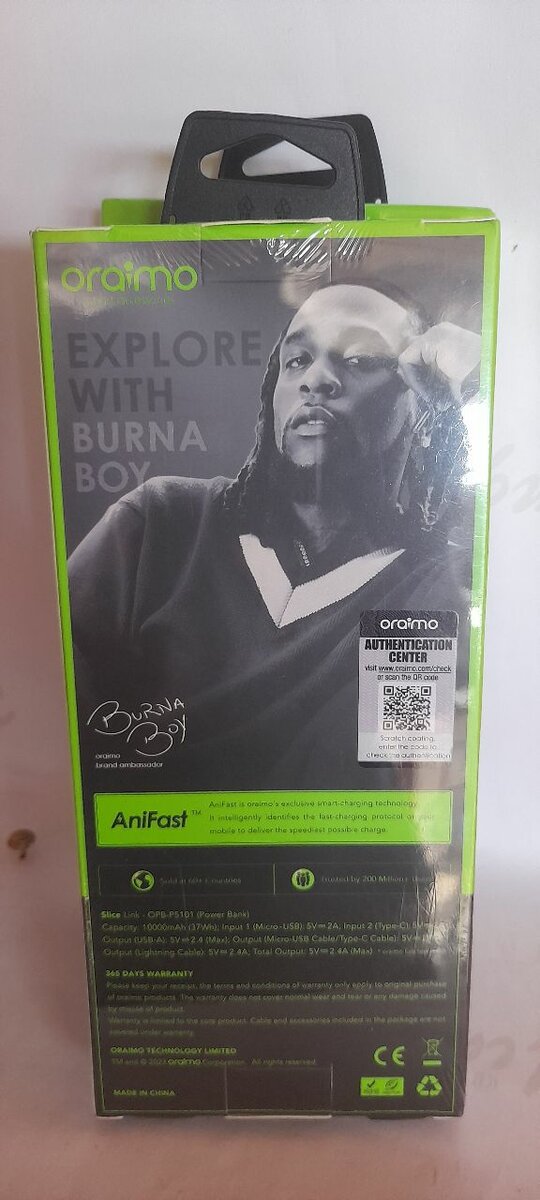 oraimo
EXPLORE
WITH
BURNA
BOY
oraimo
AUTHENTICATION
CENTER
visit www.oraimo.com/check
or scan the QR code
Scratch coating,
enter the code to
check the authentication
BURNA
BOY
oraimo
brand ambassador
AniFast™
AniFast is oraimo's exclusive smart-charging technology.
It intelligently identifies the fast-charging protocol of your
mobile to deliver the speediest possible charge.
Sold in 60+ Countries
Trusted by 200 Million+ Users
Slice Link - OPB-P5101 (Power Bank)
Capacity: 10000mAh (37Wh); Input 1 (Micro-USB): 5V⎓2A; Input 2 (Type-C): 5V
Output (USB-A): 5V⎓2.4 (Max); Output (Micro-USB Cable/Type-C Cable): 5V
Output (Lightning Cable): 5V⎓2.4A; Total Output: 5V⎓2.4A (Max)
365 DAYS WARRANTY
Please keep your receipt, the terms and conditions of warranty only apply to original purchase
of oraimo products. The warranty does not cover normal wear and tear or any damage caused
by misuse of product.
Warranty is limited to the core product. Cable and accessories included in the package are not
covered under warranty.
ORAIMO TECHNOLOGY LIMITED
TM and © 2023 oraimo Corporation. All rights reserved.
CE
MADE IN CHINA